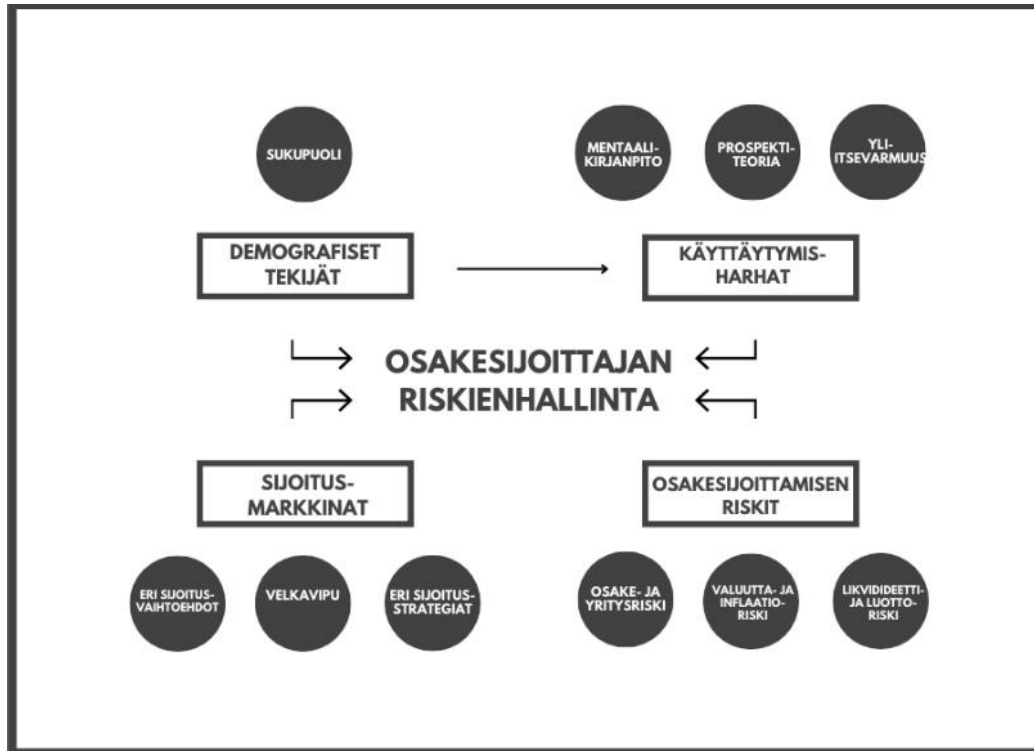 SUKUPUOLI
MENTAALI-
KIRJANPITO
PROSPEKTI-
TEORIA
YLI-
ITSEVARMUUS
DEMOGRAFISET
TEKIJÄT
KÄYTTÄYTYMIS-
HARHAT
OSAKESIJOITTAJAN
RISKIENHALLINTA
SIJOITUS-
MARKKINAT
OSAKESIJOITTAMISEN
RISKIT
ERI SIJOITUS-
VAIHTOEHDOT
VELKAVIPU
ERI SIJOITUS-
STRATEGIAT
OSAKE- JA
YRITYSRISKI
VALUUTTA- JA
INFLAATIO-
RISKI
LIKVIDIDEETTI-
JA LUOTTO-
RISKI